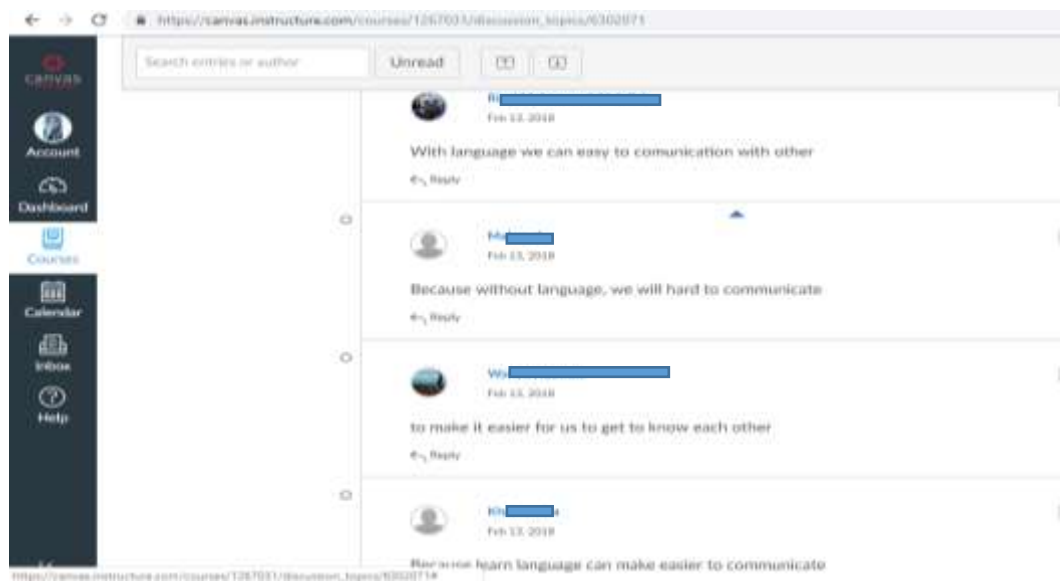 https://canvas.instructure.com/courses/1267031/discussion_topics/6302071
canvas
Search entries or author
Unread
Account
Dashboard
Courses
Calendar
Inbox
Help
Feb 13, 2018
With language we can easy to comunication with other
Reply
Feb 13, 2018
Because without language, we will hard to communicate
Reply
Feb 13, 2018
to make it easier for us to get to know each other
Reply
Feb 13, 2018
Because learn language can make easier to communicate